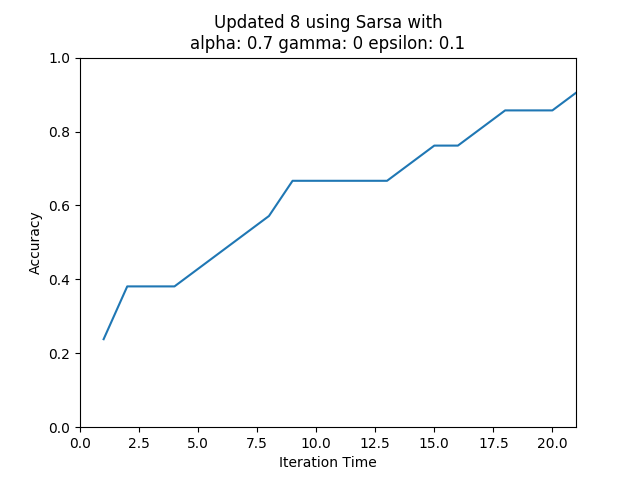 Updated 8 using Sarsa with
alpha: 0.7 gamma: 0 epsilon: 0.1
1.0
0.8
0.6
0.4
0.2
0.0
Accuracy
0.0 2.5 5.0 7.5 10.0 12.5 15.0 17.5 20.0
Iteration Time